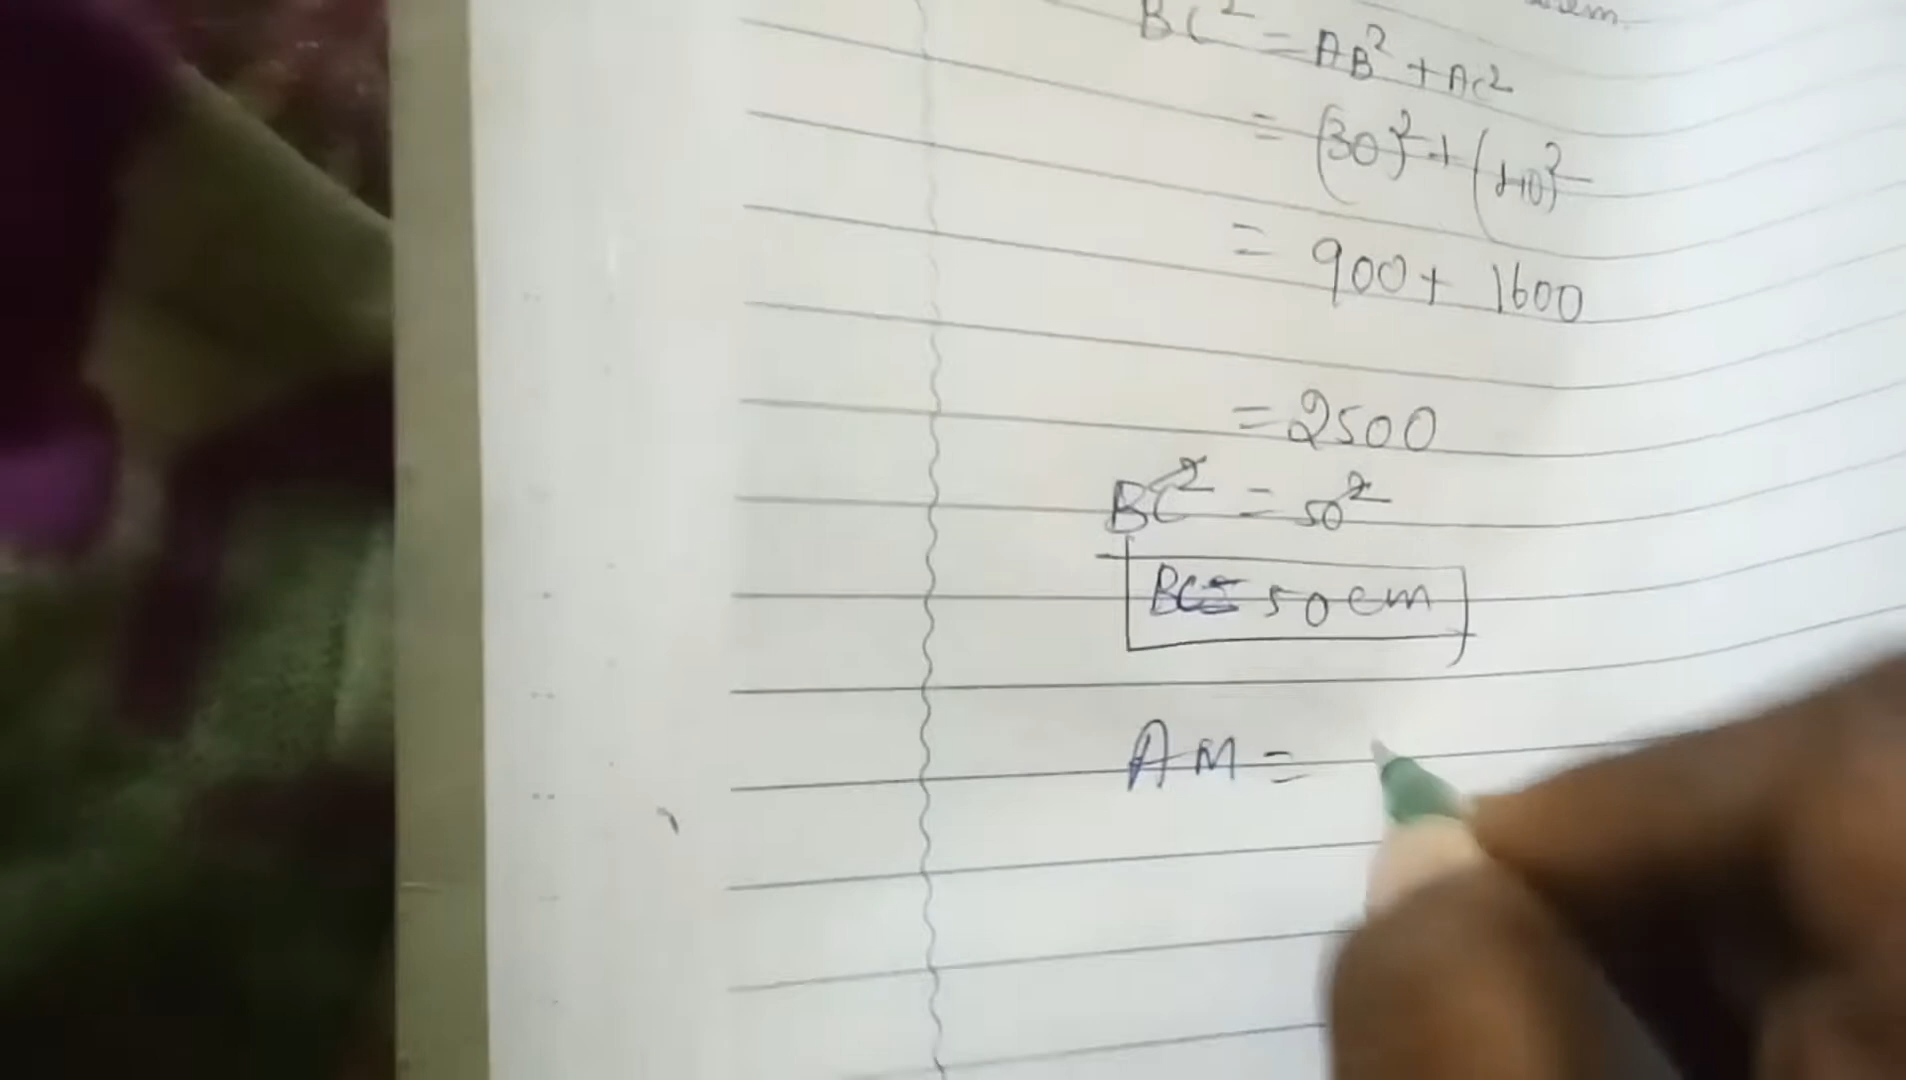 BC² = AB² + AC²
= (30)² + (40)²
= 900 + 1600
= 2500
BC² = 50²
BC = 50 cm
AM =